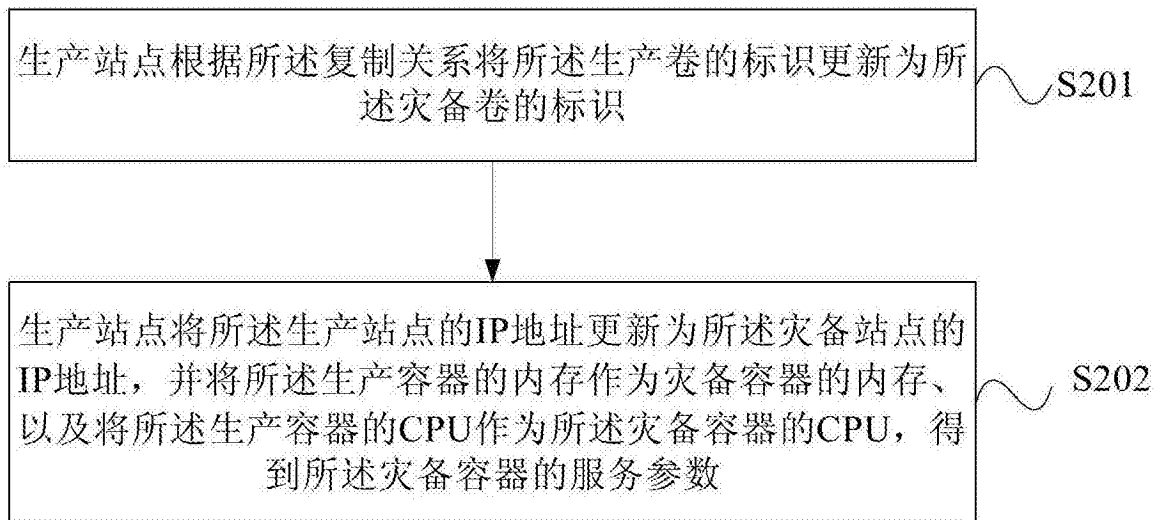 生产站点根据所述复制关系将所述生产卷的标识更新为所
述灾备卷的标识
S201
生产站点将所述生产站点的IP地址更新为所述灾备站点的
IP地址，并将所述生产容器的内存作为灾备容器的内存、
以及将所述生产容器的CPU作为所述灾备容器的CPU，得
到所述灾备容器的服务参数
S202